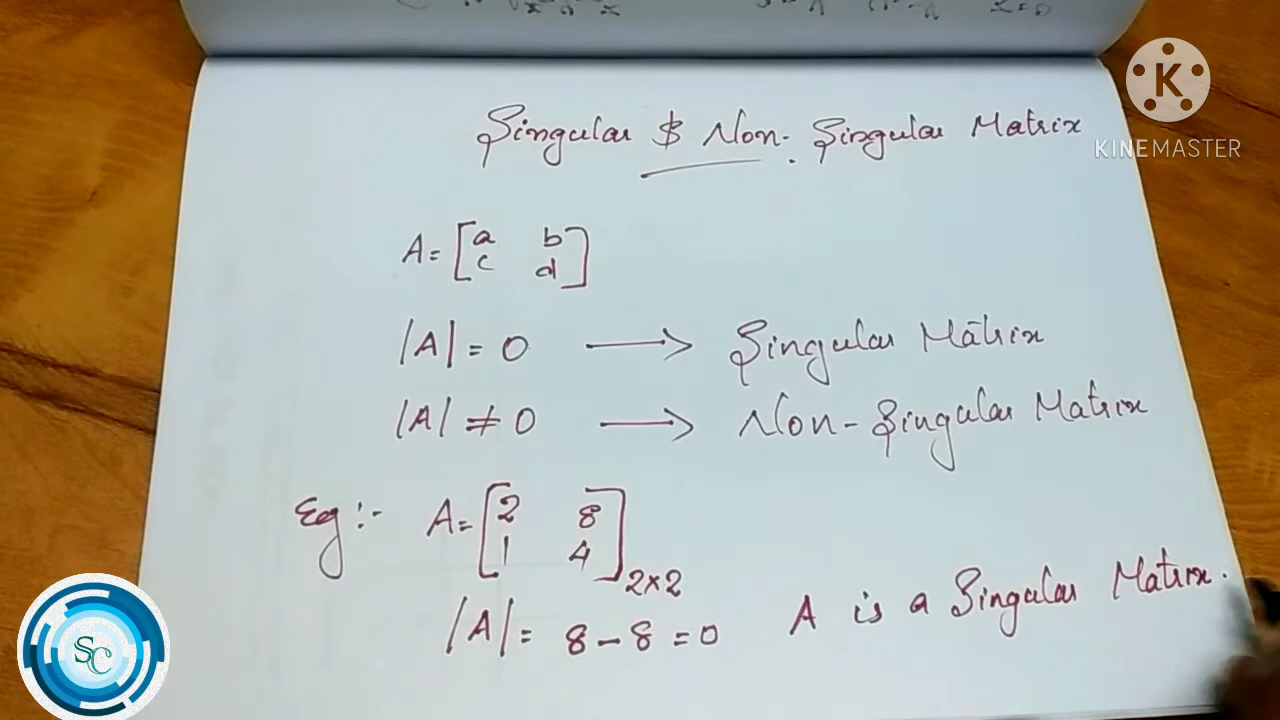 Singular & Non-Singular Matrix
K
KINEMASTER
A = [a b
c d]
|A| = 0 ⟶ Singular Matrix
|A| ≠ 0 ⟶ Non-Singular Matrix
Eg :- A = [2 8
1 4]2×2
|A| = 8 - 8 = 0 A is a Singular Matrix.
SC